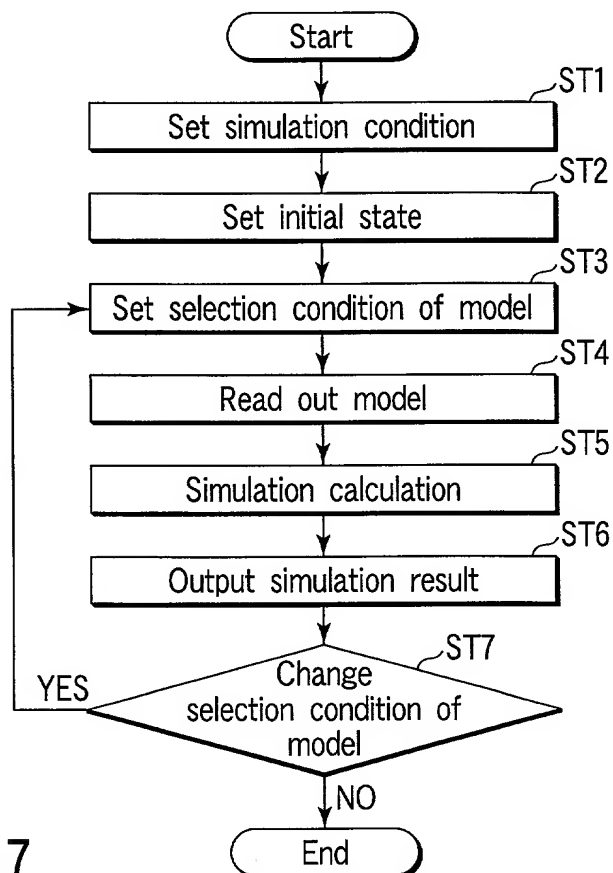 Start
ST1
Set simulation condition
ST2
Set initial state
ST3
Set selection condition of model
ST4
Read out model
ST5
Simulation calculation
ST6
Output simulation result
ST7
YES
Change
selection condition of
model
NO
7
End